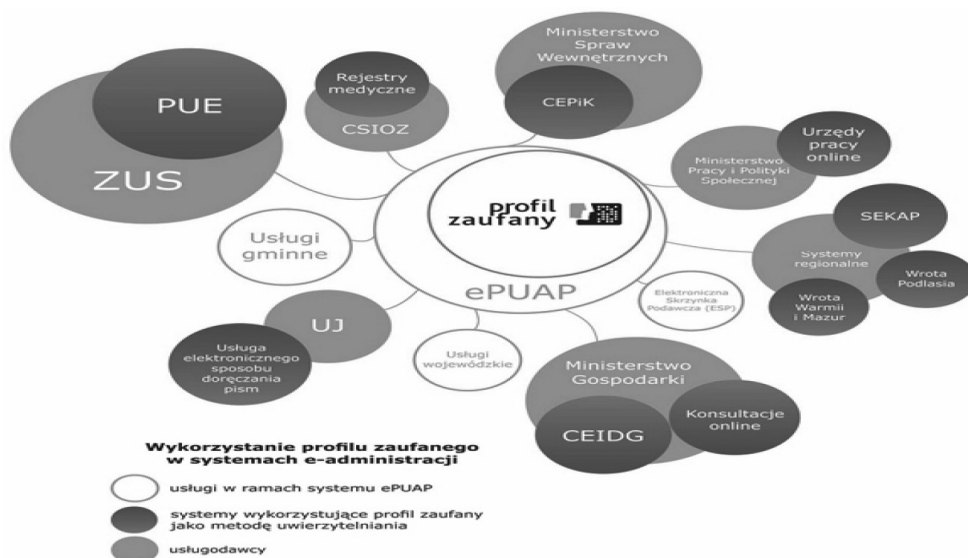 PUE
ZUS
Rejestry
medyczne
CSIOZ
Ministerstwo
Spraw
Wewnętrznych
CEPiK
Urzędy
pracy
online
Ministerstwo
Pracy i Polityki
Społecznej
profil
zaufany
ePUAP
SEKAP
Systemy
regionalne
Wrota
Podlasia
Wrota
Warmii
i Mazur
Usługi
gminne
Elektroniczna
Skrzynka
Podawcza (ESP)
UJ
Usługa
elektronicznego
sposobu
doręczania
pism
Usługi
wojewódzkie
Ministerstwo
Gospodarki
CEIDG
Konsultacje
online
Wykorzystanie profilu zaufanego
w systemach e-administracji
usługi w ramach systemu ePUAP
systemy wykorzystujące profil zaufany
jako metodę uwierzytelniania
usługodawcy